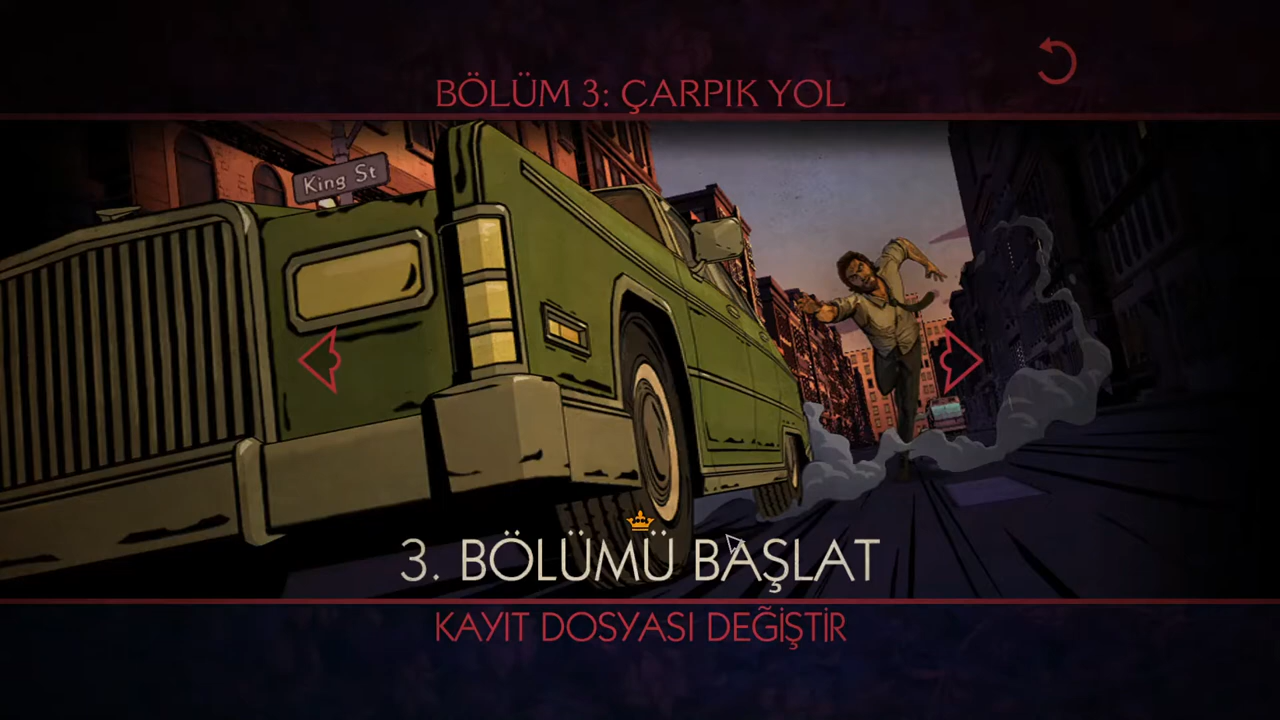 BÖLÜM 3: ÇARPIK YOL
King St
3. BÖLÜMÜ BAŞLAT
KAYIT DOSYASI DEĞİŞTİR